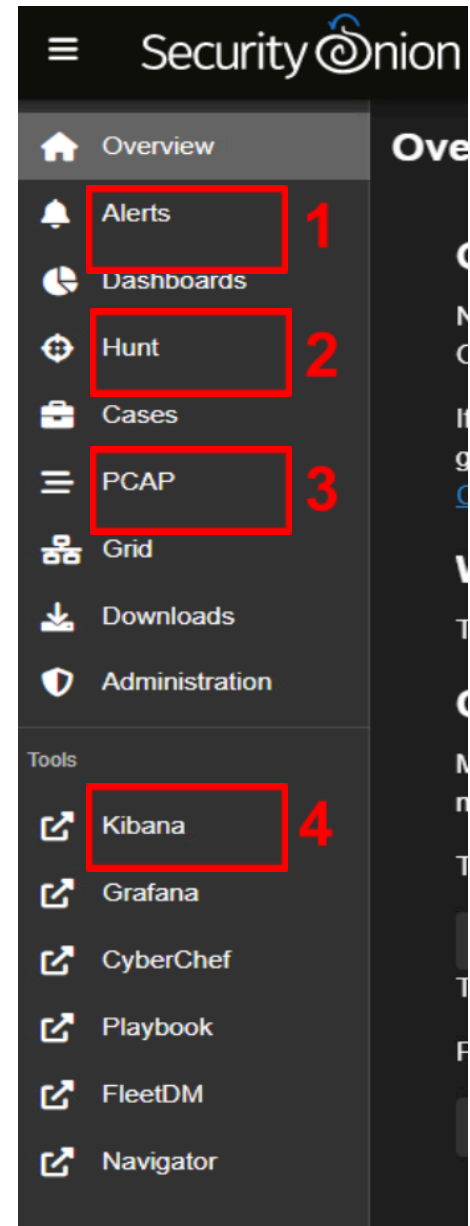 Security Onion
Overview
Ove
Alerts
1
Dashboards
Hunt
2
Cases
PCAP
3
Grid
Downloads
Administration
Tools
Kibana
4
Grafana
CyberChef
Playbook
FleetDM
Navigator